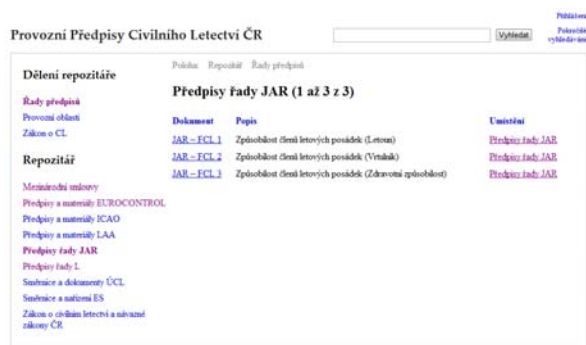 Přihlášení
Provozní Předpisy Civilního Letectví ČR
Vyhledat
Pokročilé
vyhledávání
Dělení repozitáře
Řady předpisů
Provozní oblasti
Zákon o CL
Repozitář
Mezinárodní smlouvy
Předpisy a materiály EUROCONTROL
Předpisy a materiály ICAO
Předpisy a materiály LAA
Předpisy řady JAR
Předpisy řady L
Směrnice a dokumenty ÚCL
Směrnice a nařízení ES
Zákon o civilním letectví a návazné
zákony ČR
Poloha: Repozitář Řady předpisů
Předpisy řady JAR (1 až 3 z 3)
Dokument Popis Umístění
JAR – FCL 1 Způsobilost členů letových posádek (Letoun) Předpisy řady JAR
JAR – FCL 2 Způsobilost členů letových posádek (Vrtulník) Předpisy řady JAR
JAR – FCL 3 Způsobilost členů letových posádek (Zdravotní způsobilost) Předpisy řady JAR